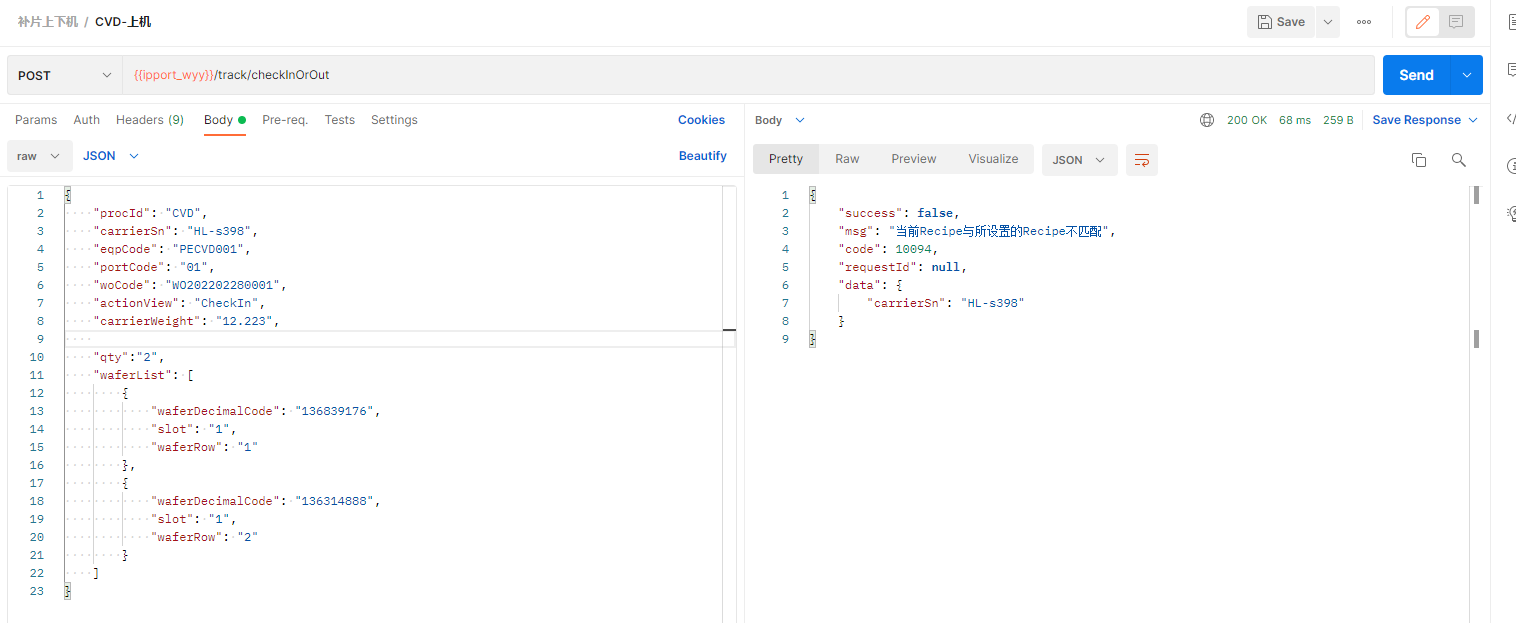 补片上下机 / CVD-上机
Save
POST
{{ipport_wyy}}/track/checkInOrOut
Send
Params Auth Headers (9) Body Pre-req. Tests Settings Cookies
raw JSON Beautify
1 {
2 "procId": "CVD",
3 "carrierSn": "HL-s398",
4 "eqpCode": "PECVD001",
5 "portCode": "01",
6 "woCode": "WO202202280001",
7 "actionView": "CheckIn",
8 "carrierWeight": "12.223",
9
10 "qty":"2",
11 "waferList": [
12 {
13 "waferDecimalCode": "136839176",
14 "slot": "1",
15 "waferRow": "1"
16 },
17 {
18 "waferDecimalCode": "136314888",
19 "slot": "1",
20 "waferRow": "2"
21 }
22 ]
23 }
Body 200 OK 68 ms 259 B Save Response
Pretty Raw Preview Visualize JSON
1 {
2 "success": false,
3 "msg": "当前Recipe与所设置的Recipe不匹配",
4 "code": 10094,
5 "requestId": null,
6 "data": {
7 "carrierSn": "HL-s398"
8 }
9 }